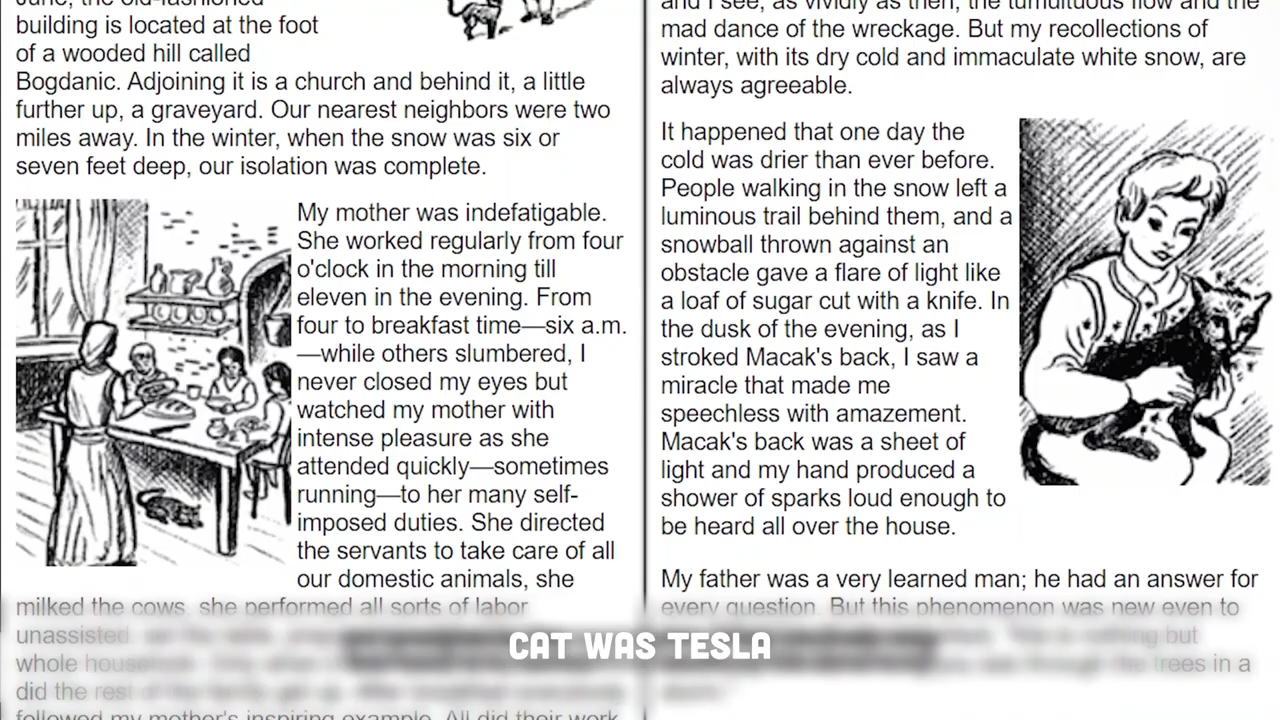 June, the old-fashioned
building is located at the foot
of a wooded hill called
Bogdanic. Adjoining it is a church and behind it, a little
further up, a graveyard. Our nearest neighbors were two
miles away. In the winter, when the snow was six or
seven feet deep, our isolation was complete.
My mother was indefatigable.
She worked regularly from four
o'clock in the morning till
eleven in the evening. From
four to breakfast time—six a.m.
—while others slumbered, I
never closed my eyes but
watched my mother with
intense pleasure as she
attended quickly—sometimes
running—to her many self-
imposed duties. She directed
the servants to take care of all
our domestic animals, she
milked the cows, she performed all sorts of labor
unassisted
whole
did the rest
followed my mother's inspiring example. All did their work
and I see, as vividly as then, the tumultuous flow and the
mad dance of the wreckage. But my recollections of
winter, with its dry cold and immaculate white snow, are
always agreeable.
It happened that one day the
cold was drier than ever before.
People walking in the snow left a
luminous trail behind them, and a
snowball thrown against an
obstacle gave a flare of light like
a loaf of sugar cut with a knife. In
the dusk of the evening, as I
stroked Macak's back, I saw a
miracle that made me
speechless with amazement.
Macak's back was a sheet of
light and my hand produced a
shower of sparks loud enough to
be heard all over the house.
My father was a very learned man; he had an answer for
every question. But this phenomenon was new even to
nothing but
through the trees in a
CAT WAS TESLA